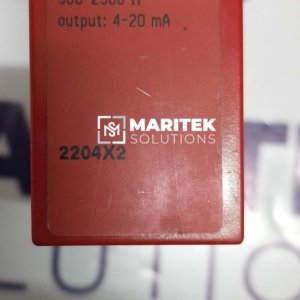 output: 4-20 mA
MARITEK
SOLUTIONS
2204X2